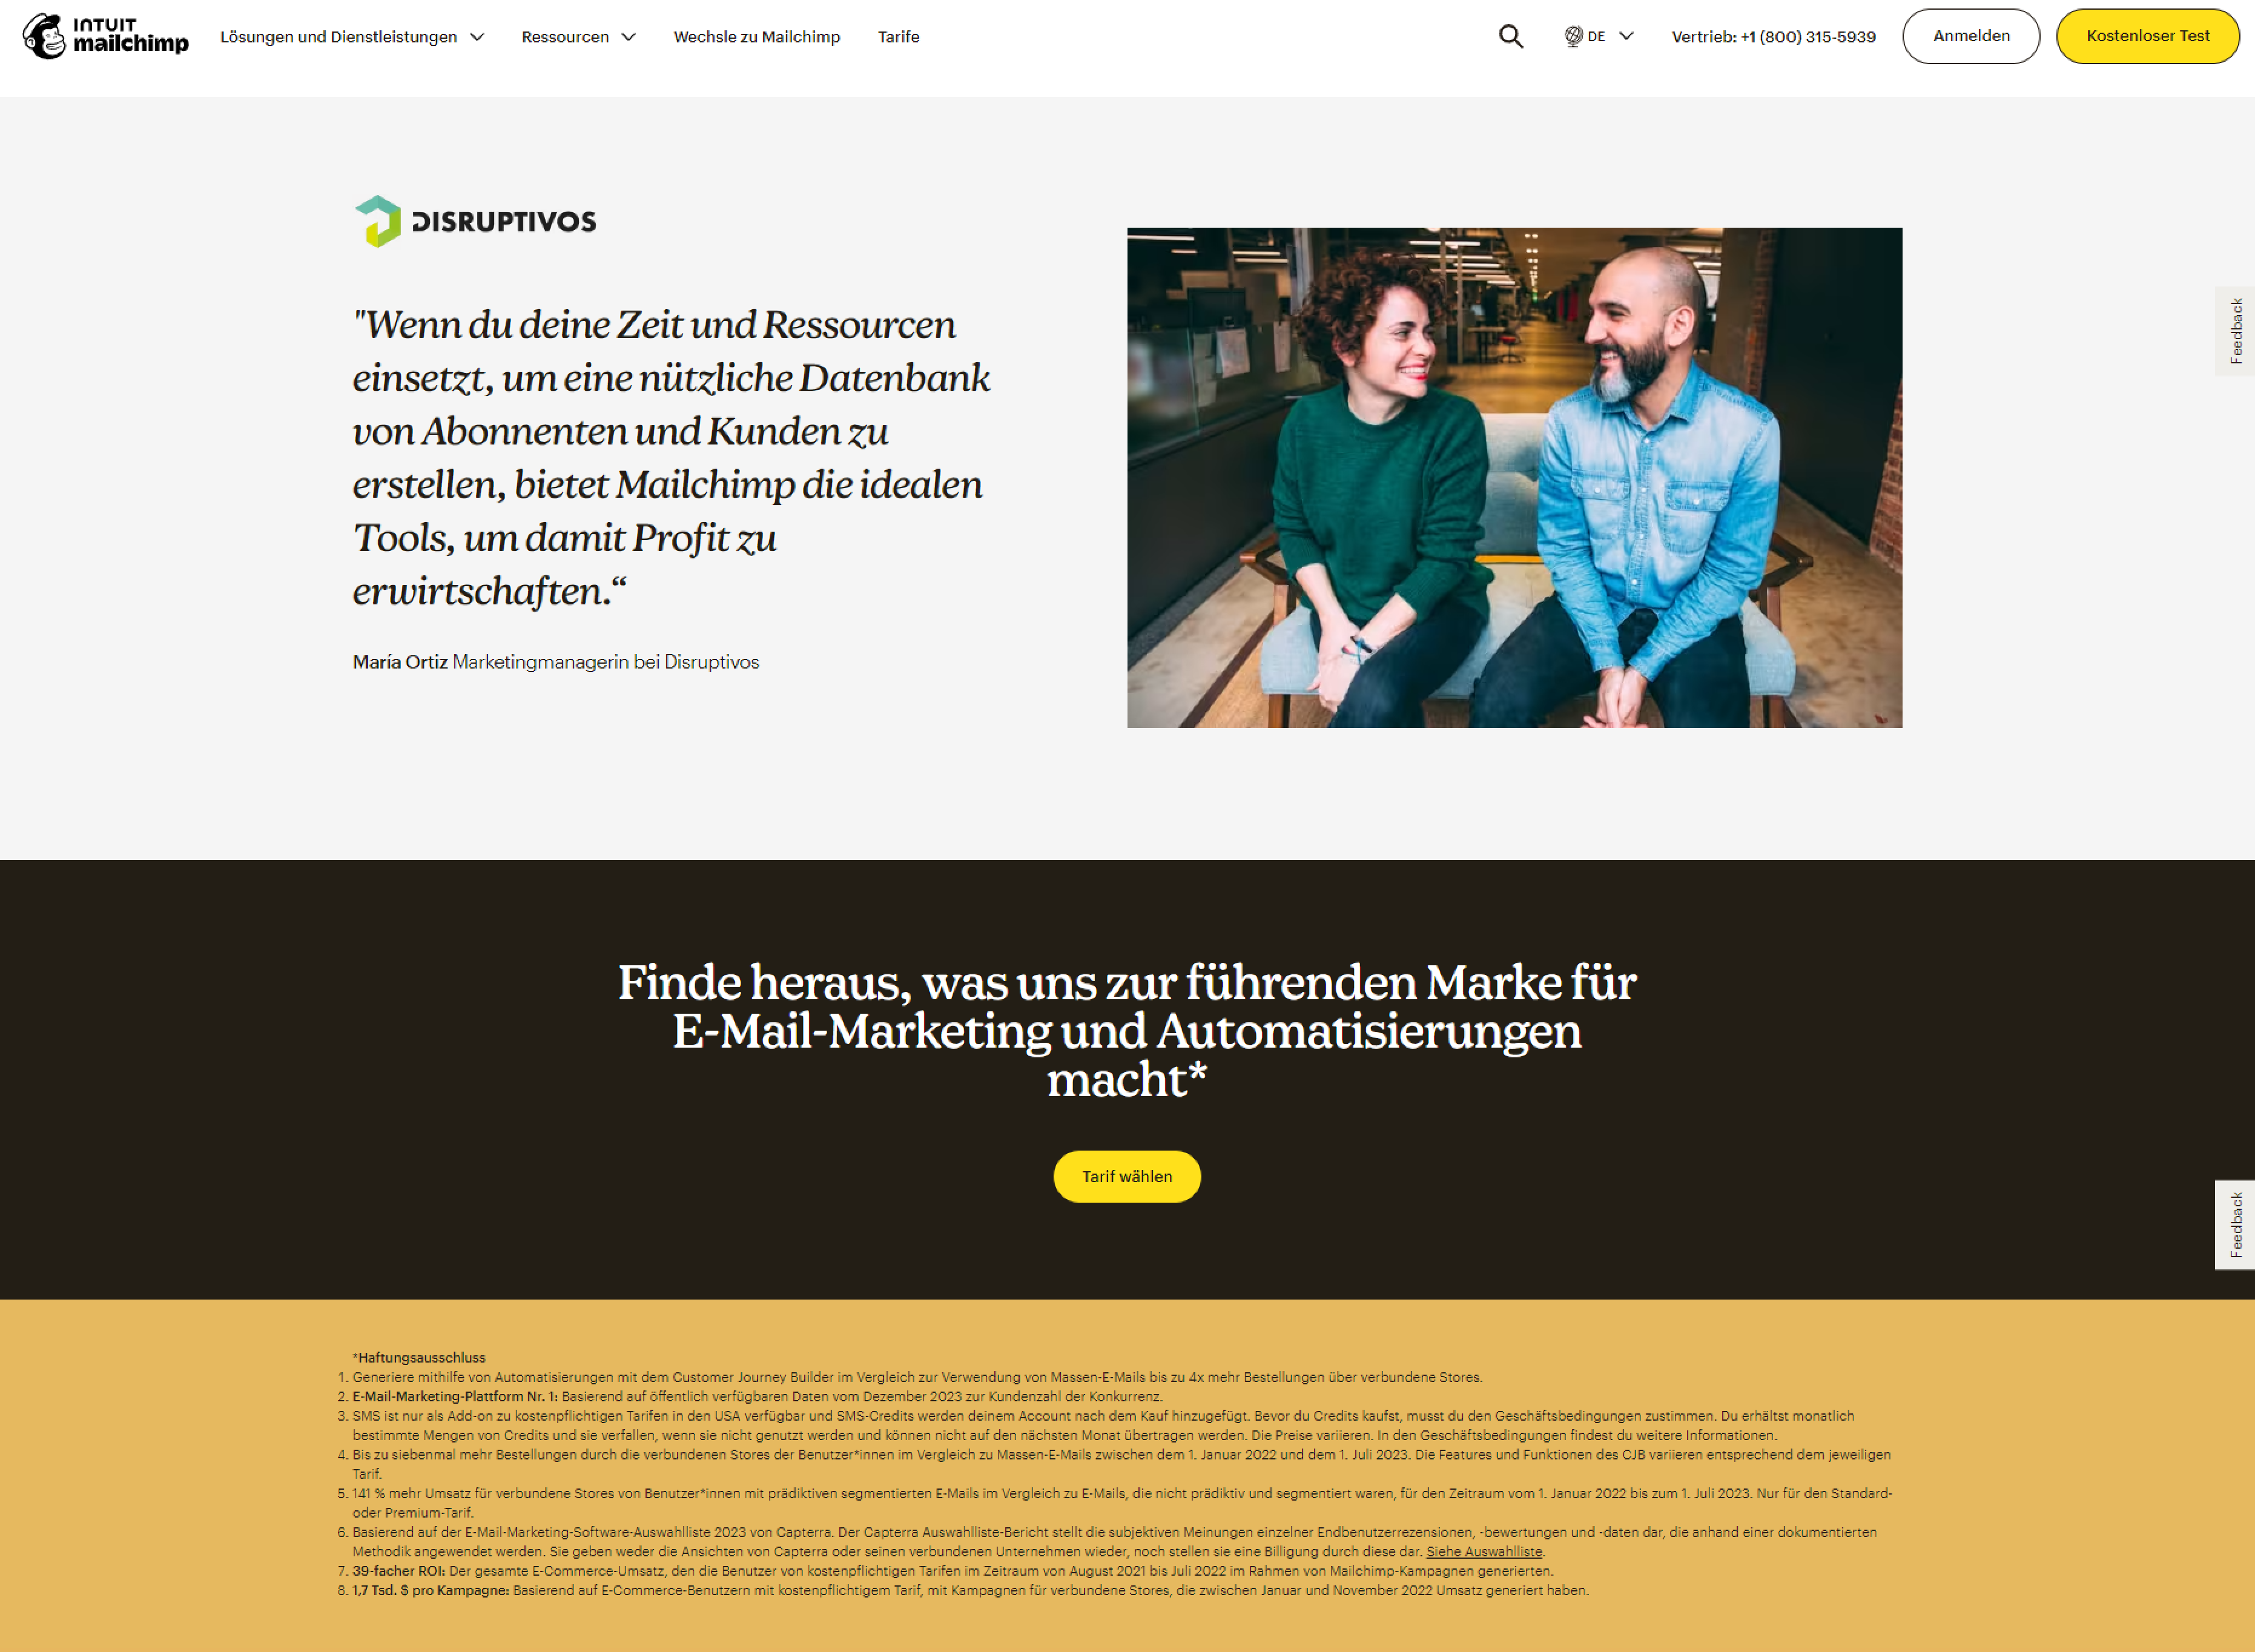 INTUIT
mailchimp
Lösungen und Dienstleistungen
Ressourcen
Wechsle zu Mailchimp
Tarife
DE
Vertrieb: +1 (800) 315-5939
Anmelden
Kostenloser Test
DISRUPTIVOS
"Wenn du deine Zeit und Ressourcen
einsetzt, um eine nützliche Datenbank
von Abonnenten und Kunden zu
erstellen, bietet Mailchimp die idealen
Tools, um damit Profit zu
erwirtschaften.“
María Ortiz Marketingmanagerin bei Disruptivos
Feedback
Finde heraus, was uns zur führenden Marke für
E-Mail-Marketing und Automatisierungen
macht*
Tarif wählen
Feedback
*Haftungsausschluss
1. Generiere mithilfe von Automatisierungen mit dem Customer Journey Builder im Vergleich zur Verwendung von Massen-E-Mails bis zu 4x mehr Bestellungen über verbundene Stores.
2. E-Mail-Marketing-Plattform Nr. 1: Basierend auf öffentlich verfügbaren Daten vom Dezember 2023 zur Kundenzahl der Konkurrenz.
3. SMS ist nur als Add-on zu kostenpflichtigen Tarifen in den USA verfügbar und SMS-Credits werden deinem Account nach dem Kauf hinzugefügt. Bevor du Credits kaufst, musst du den Geschäftsbedingungen zustimmen. Du erhältst monatlich
bestimmte Mengen von Credits und sie verfallen, wenn sie nicht genutzt werden und können nicht auf den nächsten Monat übertragen werden. Die Preise variieren. In den Geschäftsbedingungen findest du weitere Informationen.
4. Bis zu siebenmal mehr Bestellungen durch die verbundenen Stores der Benutzer*innen im Vergleich zu Massen-E-Mails zwischen dem 1. Januar 2022 und dem 1. Juli 2023. Die Features und Funktionen des CJB variieren entsprechend dem jeweiligen
Tarif.
5. 141 % mehr Umsatz für verbundene Stores von Benutzer*innen mit prädiktiven segmentierten E-Mails im Vergleich zu E-Mails, die nicht prädiktiv und segmentiert waren, für den Zeitraum vom 1. Januar 2022 bis zum 1. Juli 2023. Nur für den Standard-
oder Premium-Tarif.
6. Basierend auf der E-Mail-Marketing-Software-Auswahlliste 2023 von Capterra. Der Capterra Auswahlliste-Bericht stellt die subjektiven Meinungen einzelner Endbenutzerrezensionen, -bewertungen und -daten dar, die anhand einer dokumentierten
Methodik angewendet werden. Sie geben weder die Ansichten von Capterra oder seinen verbundenen Unternehmen wieder, noch stellen sie eine Billigung durch diese dar. Siehe Auswahlliste.
7. 39-facher ROI: Der gesamte E-Commerce-Umsatz, den die Benutzer von kostenpflichtigen Tarifen im Zeitraum von August 2021 bis Juli 2022 im Rahmen von Mailchimp-Kampagnen generierten.
8. 1,7 Tsd. $ pro Kampagne: Basierend auf E-Commerce-Benutzern mit kostenpflichtigem Tarif, mit Kampagnen für verbundene Stores, die zwischen Januar und November 2022 Umsatz generiert haben.